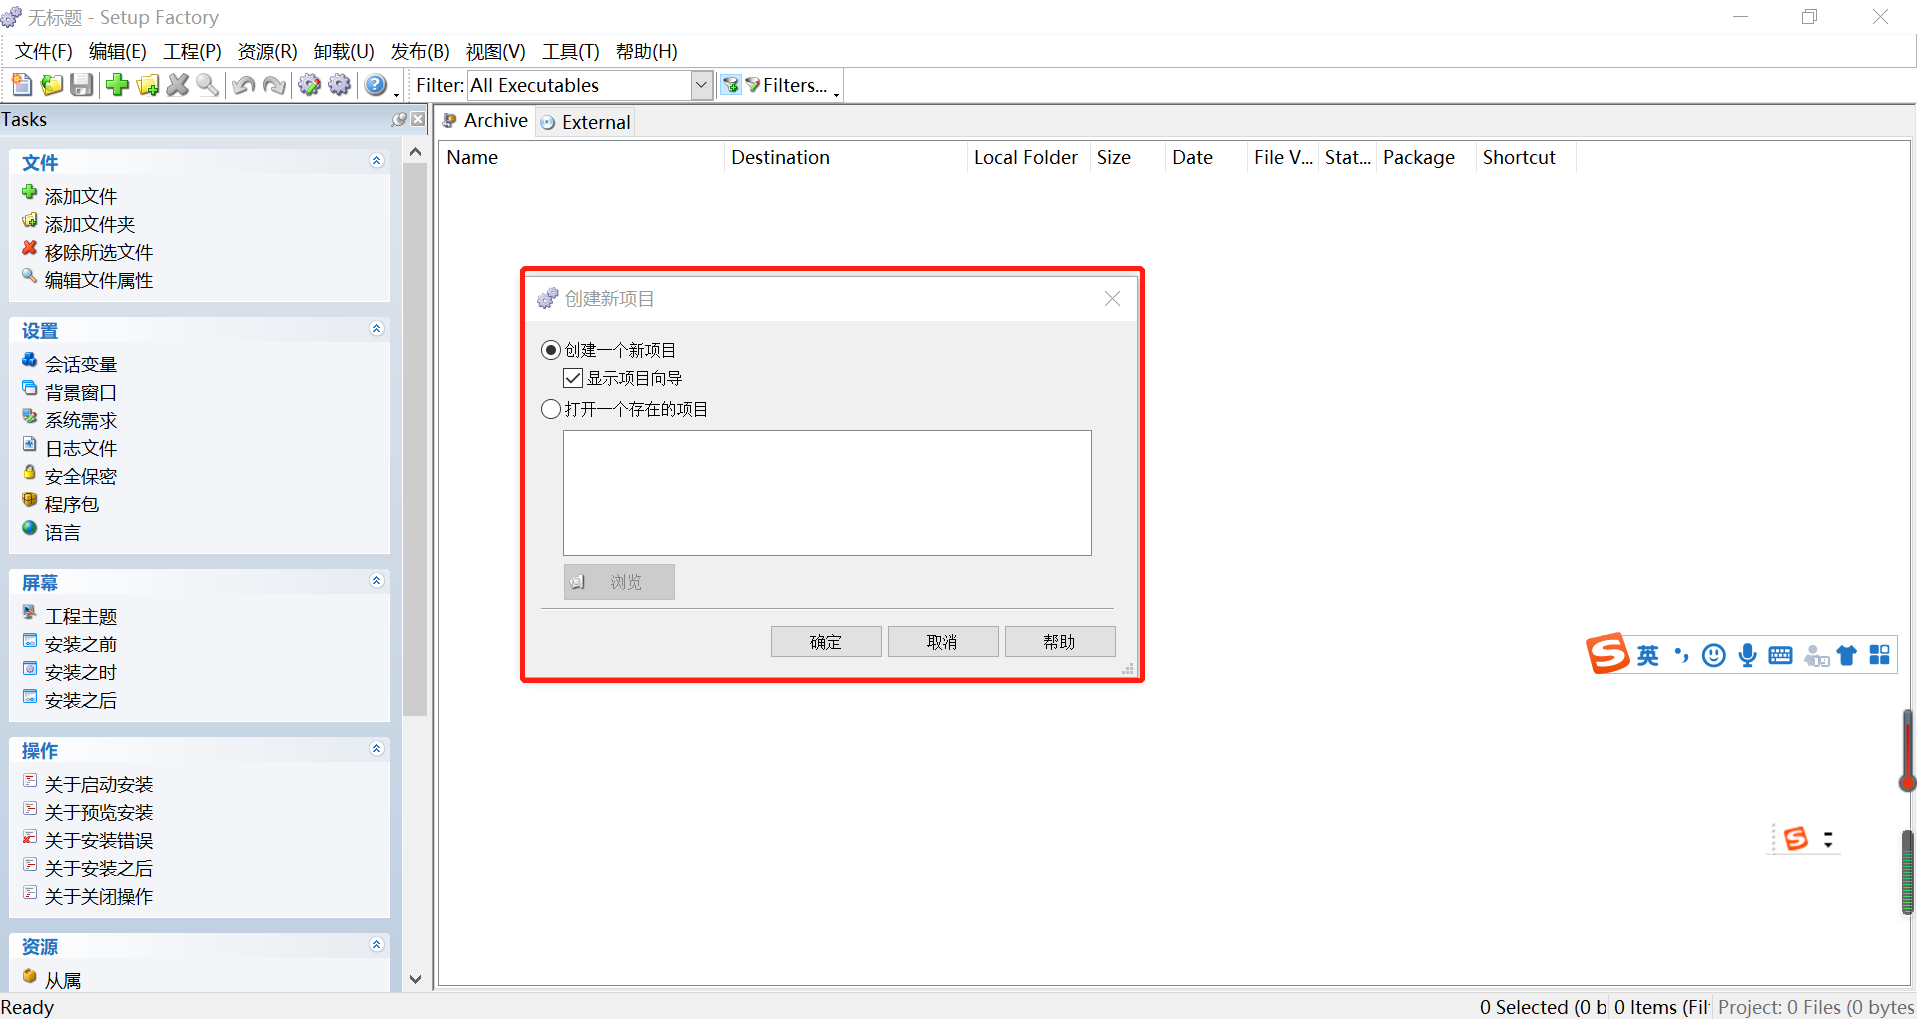 无标题 - Setup Factory
文件(F) 编辑(E) 工程(P) 资源(R) 卸载(U) 发布(B) 视图(V) 工具(T) 帮助(H)
Filter: All Executables Filters...
Tasks
文件
添加文件
添加文件夹
移除所选文件
编辑文件属性
设置
会话变量
背景窗口
系统需求
日志文件
安全保密
程序包
语言
屏幕
工程主题
安装之前
安装之时
安装之后
操作
关于启动安装
关于预览安装
关于安装错误
关于安装之后
关于关闭操作
资源
从属
Archive External
Name Destination Local Folder Size Date File V... Stat... Package Shortcut
创建新项目
创建一个新项目
显示项目向导
打开一个存在的项目
浏览
确定 取消 帮助
英
Ready 0 Selected (0 b 0 Items (Fil Project: 0 Files (0 bytes